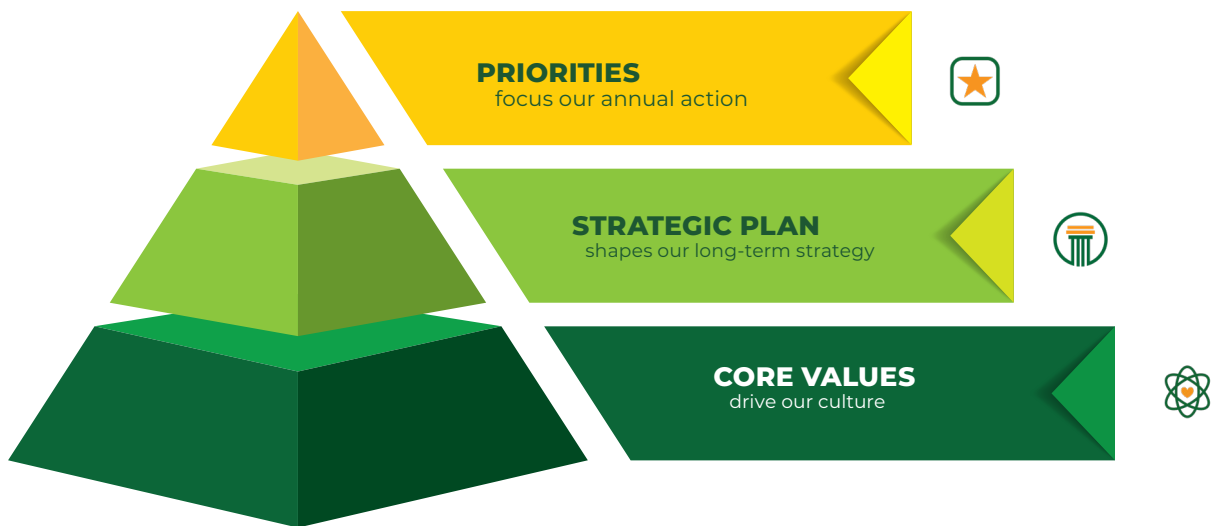 PRIORITIES
focus our annual action
STRATEGIC PLAN
shapes our long-term strategy
CORE VALUES
drive our culture